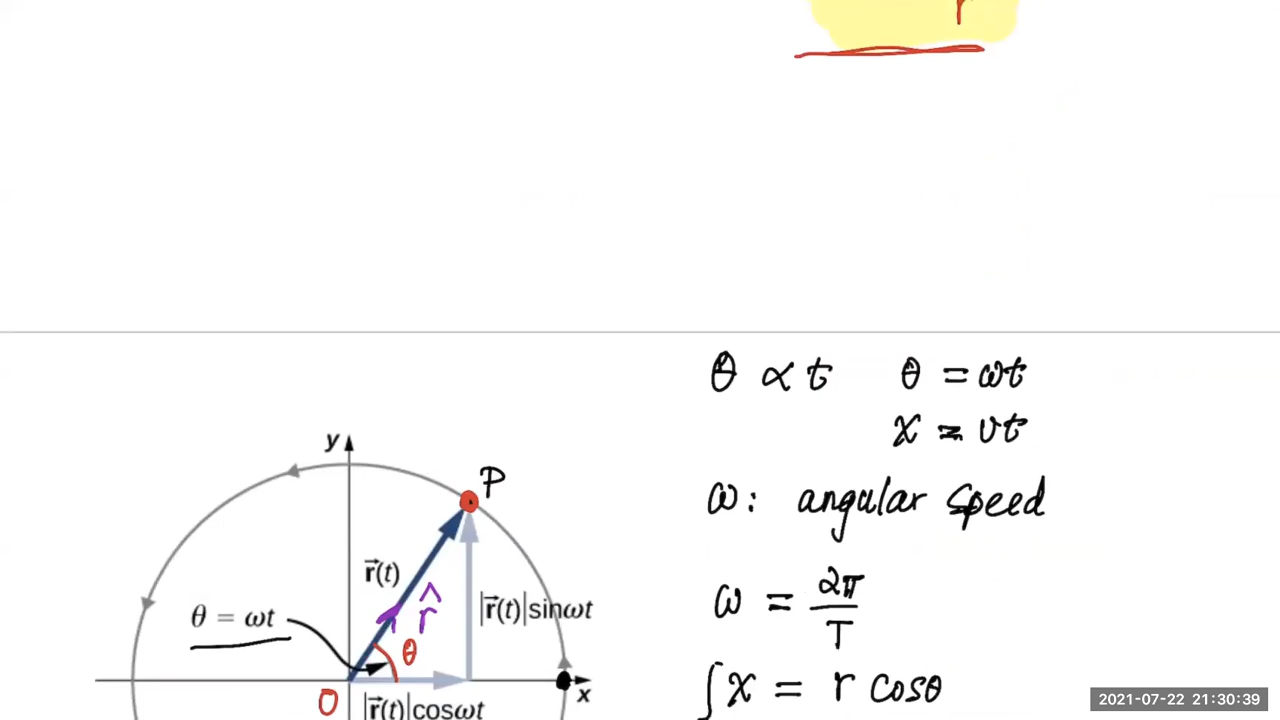 r
θ ∝ t θ = ωt
x = vt
ω: angular speed
ω = 2π/T
x = r cosθ
y
P
r⃗(t)
r̂
|r⃗(t)|sinωt
θ = ωt
θ
O
x
|r⃗(t)|cosωt
2021-07-22 21:30:39